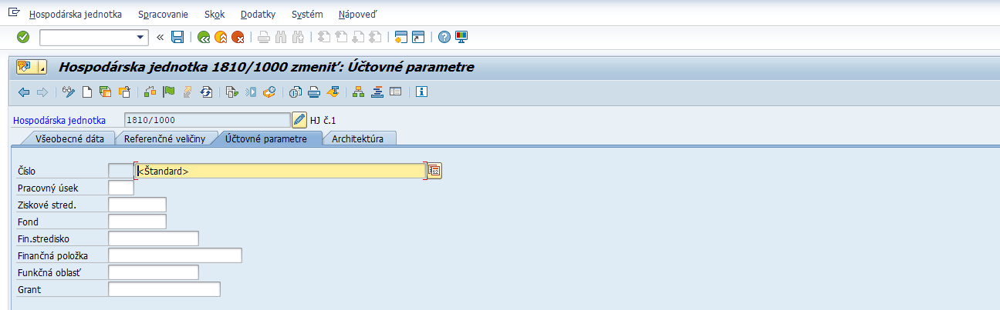 Hospodárska jednotka Spracovanie Skok Dodatky Systém Nápoveď
Hospodárska jednotka 1810/1000 zmeniť: Účtovné parametre
Hospodárska jednotka 1810/1000 HJ č.1
Všeobecné dáta Referenčné veličiny Účtovné parametre Architektúra
Číslo <Štandard>
Pracovný úsek
Ziskové stred.
Fond
Fin.stredisko
Finančná položka
Funkčná oblasť
Grant